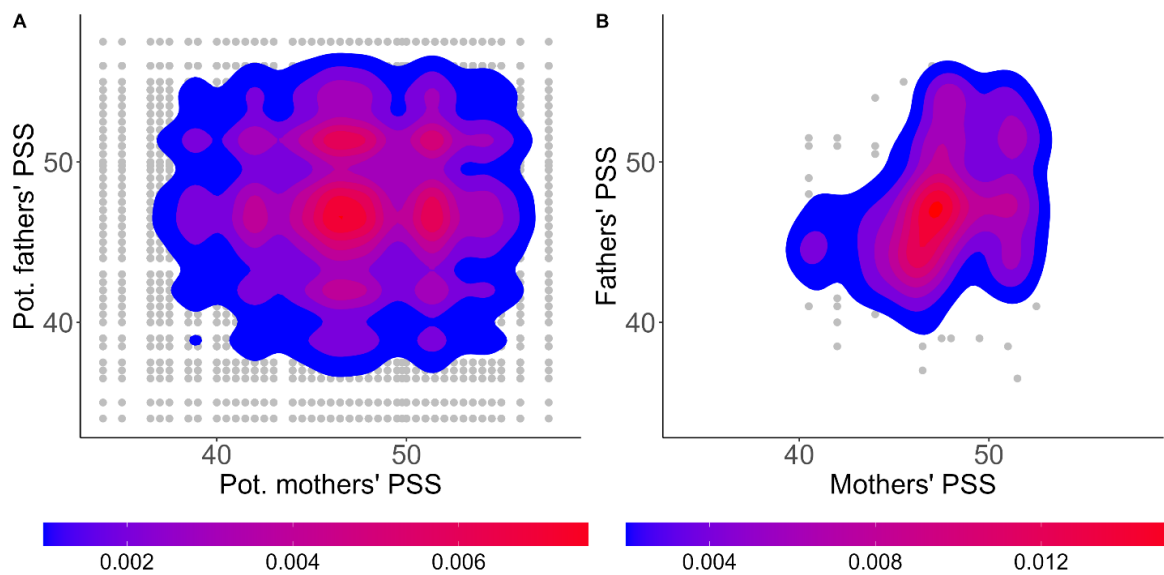 A
Pot. fathers' PSS
50
40
40 50
Pot. mothers' PSS
0.002 0.004 0.006
B
Fathers' PSS
50
40
40 50
Mothers' PSS
0.004 0.008 0.012